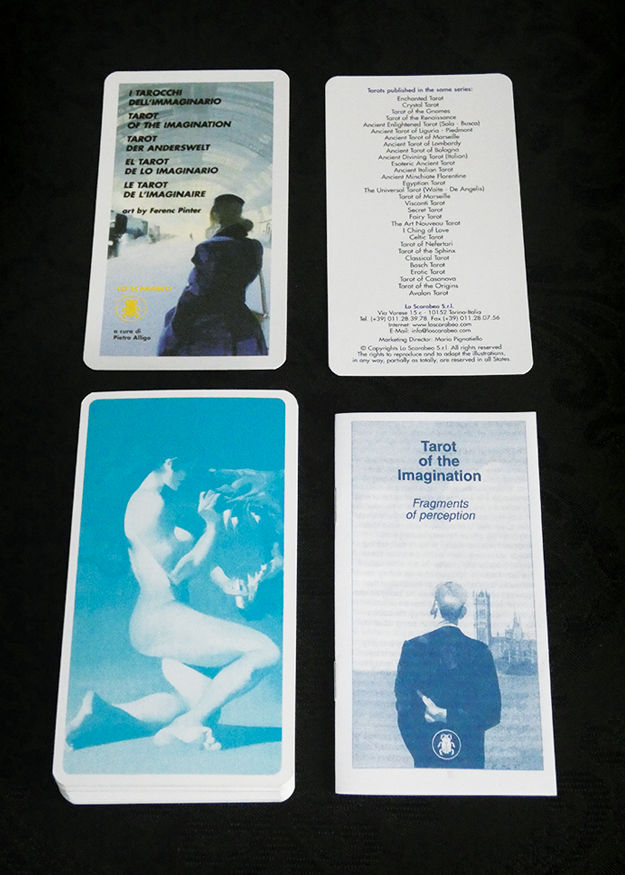 I TAROCCHI
DELL'IMMAGINARIO
TAROT
OF THE IMAGINATION
TAROT
DER ANDERSWELT
EL TAROT
DE LO IMAGINARIO
LE TAROT
DE L'IMAGINAIRE
art by Ferenc Pinter
LO SCARABEO
a cura di
Pietro Alligo
Tarots published in the same series:
Enchanted Tarot
Crystal Tarot
Tarot of the Gnomes
Tarot of the Renaissance
Ancient Enlightened Tarot (Sola - Busca)
Ancient Tarot of Liguria - Piedmont
Ancient Tarot of Marseille
Ancient Tarot of Lombardy
Ancient Tarot of Bologna
Ancient Divining Tarot (Italian)
Esoteric Ancient Tarot
Ancient Italian Tarot
Ancient Minchiate Florentine
Egyptian Tarot
The Universal Tarot (Waite - De Angelis)
Tarot of Marseille
Visconti Tarot
Secret Tarot
Fairy Tarot
The Art Nouveau Tarot
I Ching of Love
Celtic Tarot
Tarot of Nefertari
Tarot of the Sphinx
Classical Tarot
Bosch Tarot
Erotic Tarot
Tarot of Casanova
Tarot of the Origins
Avalon Tarot
Lo Scarabeo S.r.l.
Via Varese 15 c - 10152 Torino-Italia
Tel. (+39) 011.28.39.78. Fax (+39) 011.28.07.56
Internet: www.loscarabeo.com
E-Mail: info@loscarabeo.com
Marketing Director: Mario Pignatiello
© Copyrights Lo Scarabeo S.r.l. All rights reserved
The rights to reproduce and to adapt the illustrations,
in any way, partially as totally, are reserved in all States
Tarot
of the
Imagination
Fragments
of perception